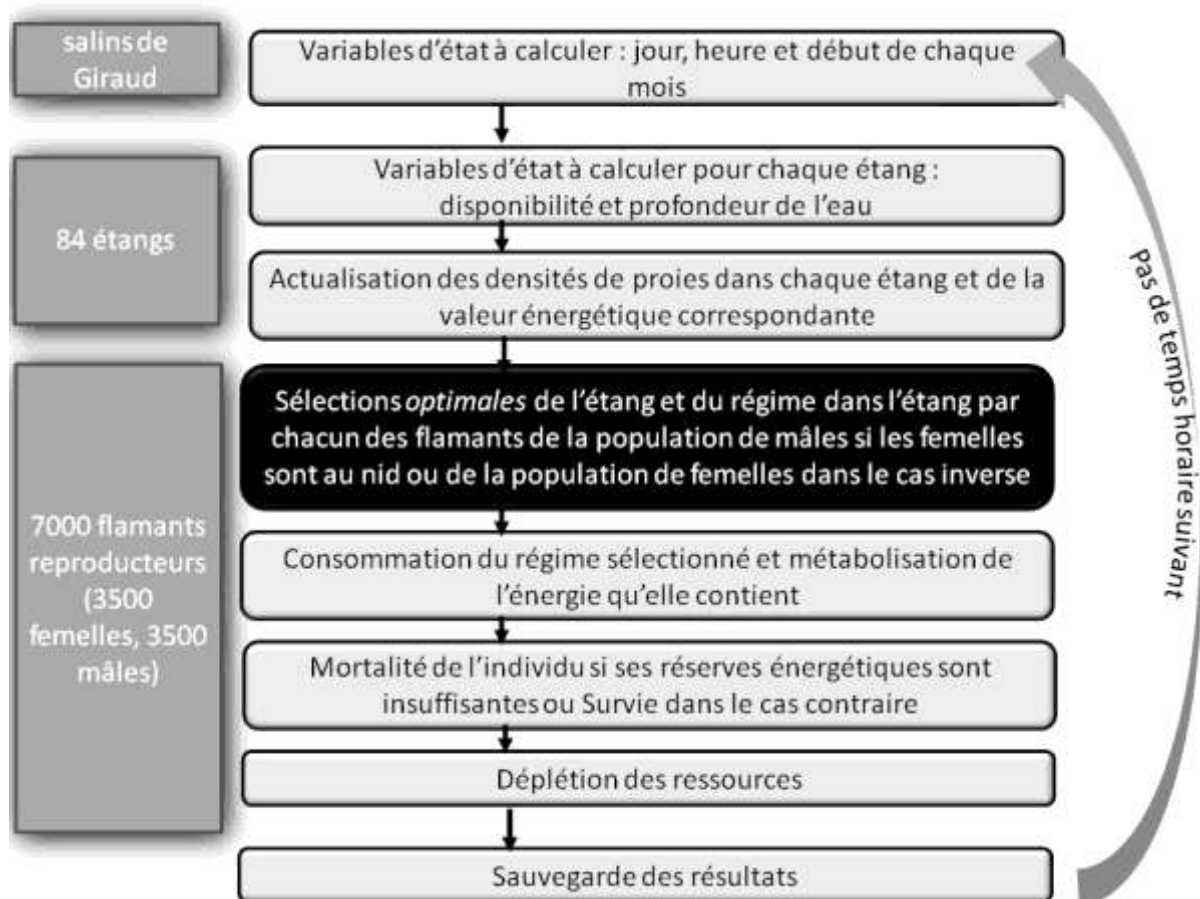 salins de
Giraud
Variables d'état à calculer : jour, heure et début de chaque
mois
84 étangs
Variables d'état à calculer pour chaque étang :
disponibilité et profondeur de l'eau
Actualisation des densités de proies dans chaque étang et de la
valeur énergétique correspondante
7000 flamants
reproducteurs
(3500
femelles, 3500
mâles)
Sélections optimales de l'étang et du régime dans l'étang par
chacun des flamants de la population de mâles si les femelles
sont au nid ou de la population de femelles dans le cas inverse
Consommation du régime sélectionné et métabolisation de
l'énergie qu'elle contient
Mortalité de l'individu si ses réserves énergétiques sont
insuffisantes ou Survie dans le cas contraire
Déplétion des ressources
Sauvegarde des résultats
Pas de temps horaire suivant